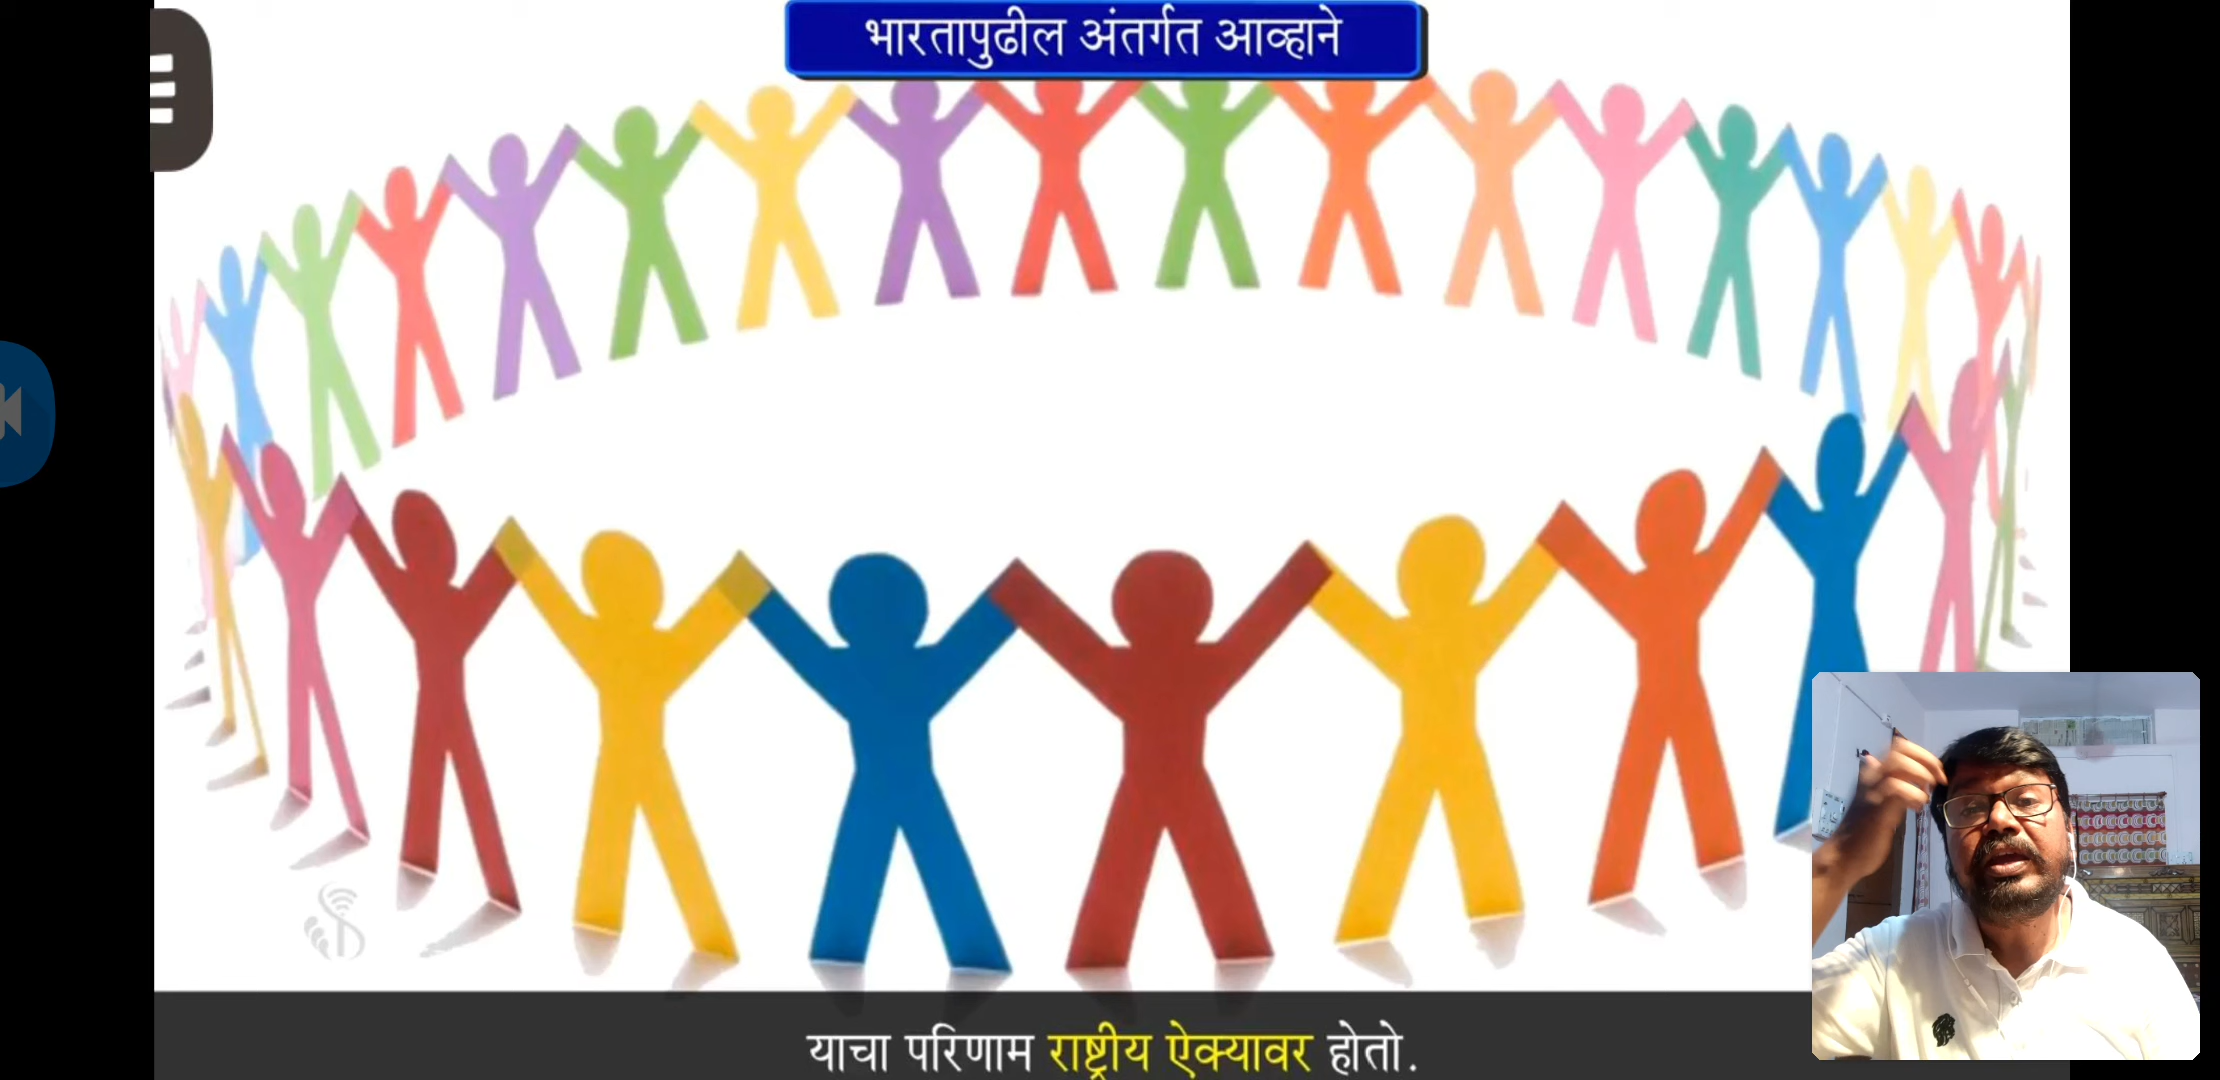 भारतापुढील अंतर्गत आव्हाने
याचा परिणाम राष्ट्रीय ऐक्यावर होतो.